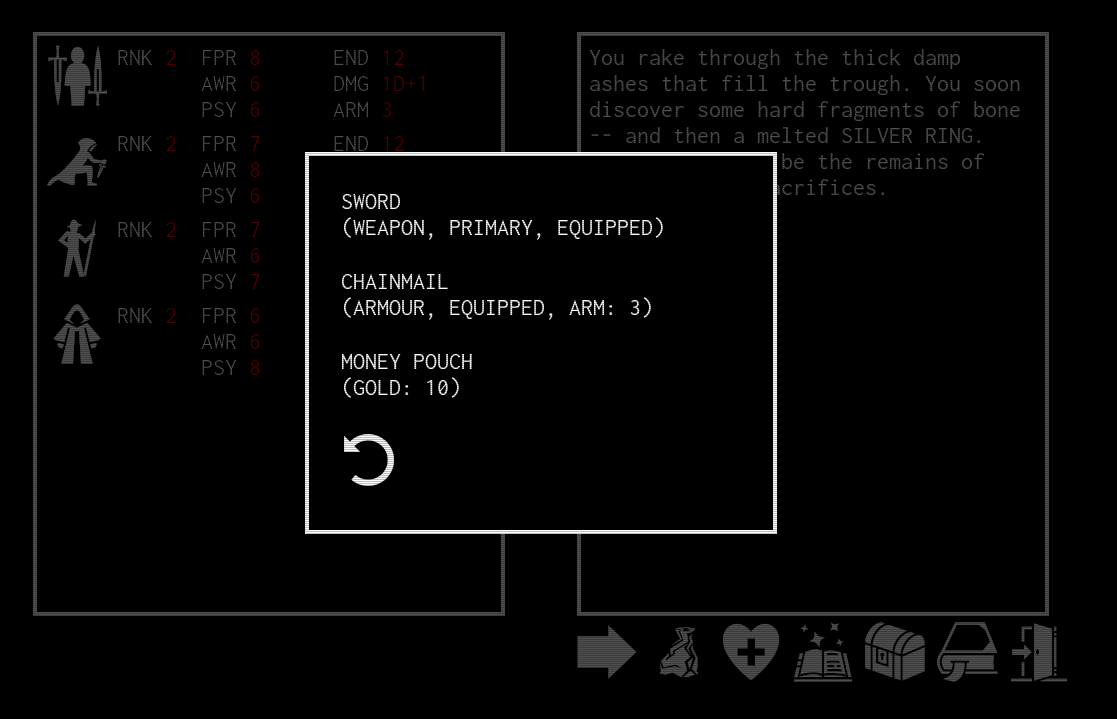 RNK 2 FPR 8 END 12
AWR 6 DMG 1D+1
PSY 6 ARM 3
RNK 2 FPR 7 END 12
AWR 8
PSY 6
RNK 2 FPR 7
AWR 6
PSY 7
RNK 2 FPR 6
AWR 6
PSY 8
SWORD
(WEAPON, PRIMARY, EQUIPPED)
CHAINMAIL
(ARMOUR, EQUIPPED, ARM: 3)
MONEY POUCH
(GOLD: 10)
You rake through the thick damp
ashes that fill the trough. You soon
discover some hard fragments of bone
-- and then a melted SILVER RING.
be the remains of